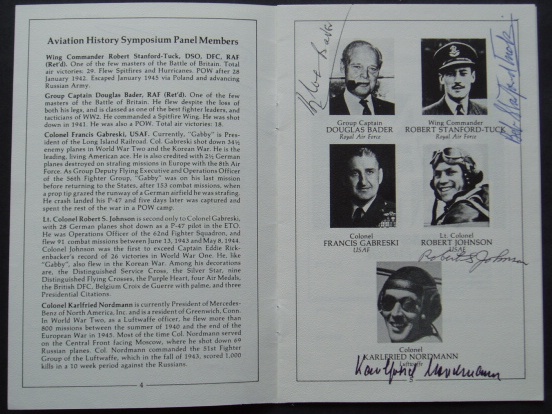 Aviation History Symposium Panel Members
Wing Commander Robert Stanford-Tuck, DSO, DFC, RAF
(Ret'd). One of the few masters of the Battle of Britain. Total
air victories: 29. Flew Spitfires and Hurricanes. POW after 28
January 1942. Escaped January 1945 via Poland and advancing
Russian Army.
Group Captain Douglas Bader, RAF (Ret'd). One of the few
masters of the Battle of Britain. He flew despite the loss of
both his legs, and is classed as one of the best fighter leaders, and
tacticians of WW2. He commanded a Spitfire Wing. He was shot
down in 1941. He was also a POW. Total air victories: 18.
Colonel Francis Gabreski, USAF. Currently, "Gabby" is Presi-
dent of the Long Island Railroad. Col. Gabreski shot down 34½
enemy planes in World War Two and the Korean War. He is the
leading, living American ace. He is also credited with 2½ German
planes destroyed on strafing missions in Europe with the 8th Air
Force. As Group Deputy Flying Executive and Operations Officer
of the 56th Fighter Group, "Gabby" was on his last mission
before returning to the States, after 153 combat missions, when
a prop tip grazed the runway of a German airfield he was strafing.
He crash landed his P-47 and five days later was captured and
spent the rest of the war in a POW camp.
Lt. Colonel Robert S. Johnson is second only to Colonel Gabreski,
with 28 German planes shot down as a P-47 pilot in the ETO.
He was Operations Officer of the 62nd Fighter Squadron, and
flew 91 combat missions between June 13, 1943 and May 8, 1944.
Colonel Johnson was the first to exceed Captain Eddie Rick-
enbacker's record of 26 victories in World War One. He, like
"Gabby", also flew in the Korean War. Among his decorations
are, the Distinguished Service Cross, the Silver Star, nine
Distinguished Flying Crosses, the Purple Heart, four Air Medals,
the British DFC, Belgium Croix de Guerre with palme, and three
Presidential Citations.
Colonel Karlfried Nordmann is currently President of Mercedes-
Benz of North America, Inc. and is a resident of Greenwich, Conn.
In World War Two, as a Luftwaffe officer, he flew more than
800 missions between the summer of 1940 and the end of the
European War in 1945. Most of the time Col. Nordmann served
on the Central Front facing Moscow, where he shot down 69
Russian planes. Col. Nordmann commanded the 51st Fighter
Group of the Luftwaffe, which in the fall of 1943, scored 1,000
kills in a 10 week period against the Russians.
4
Group Captain
DOUGLAS BADER
Royal Air Force
Wing Commander
ROBERT STANFORD-TUCK
Royal Air Force
Colonel
FRANCIS GABRESKI
USAF
Lt. Colonel
ROBERT JOHNSON
USAF
Robert S. Johnson
Colonel
KARLFRIED NORDMANN
Luftwaffe
Karlfried Nordmann
5